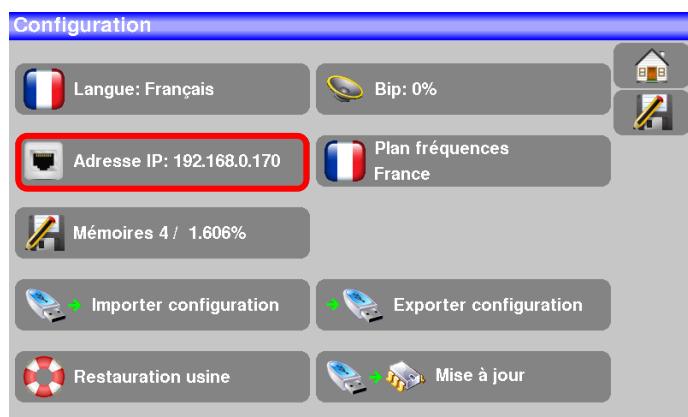 Configuration
Langue: Français
Bip: 0%
Adresse IP: 192.168.0.170
Plan fréquences
France
Mémoires 4 / 1.606%
Importer configuration
Exporter configuration
Restauration usine
Mise à jour